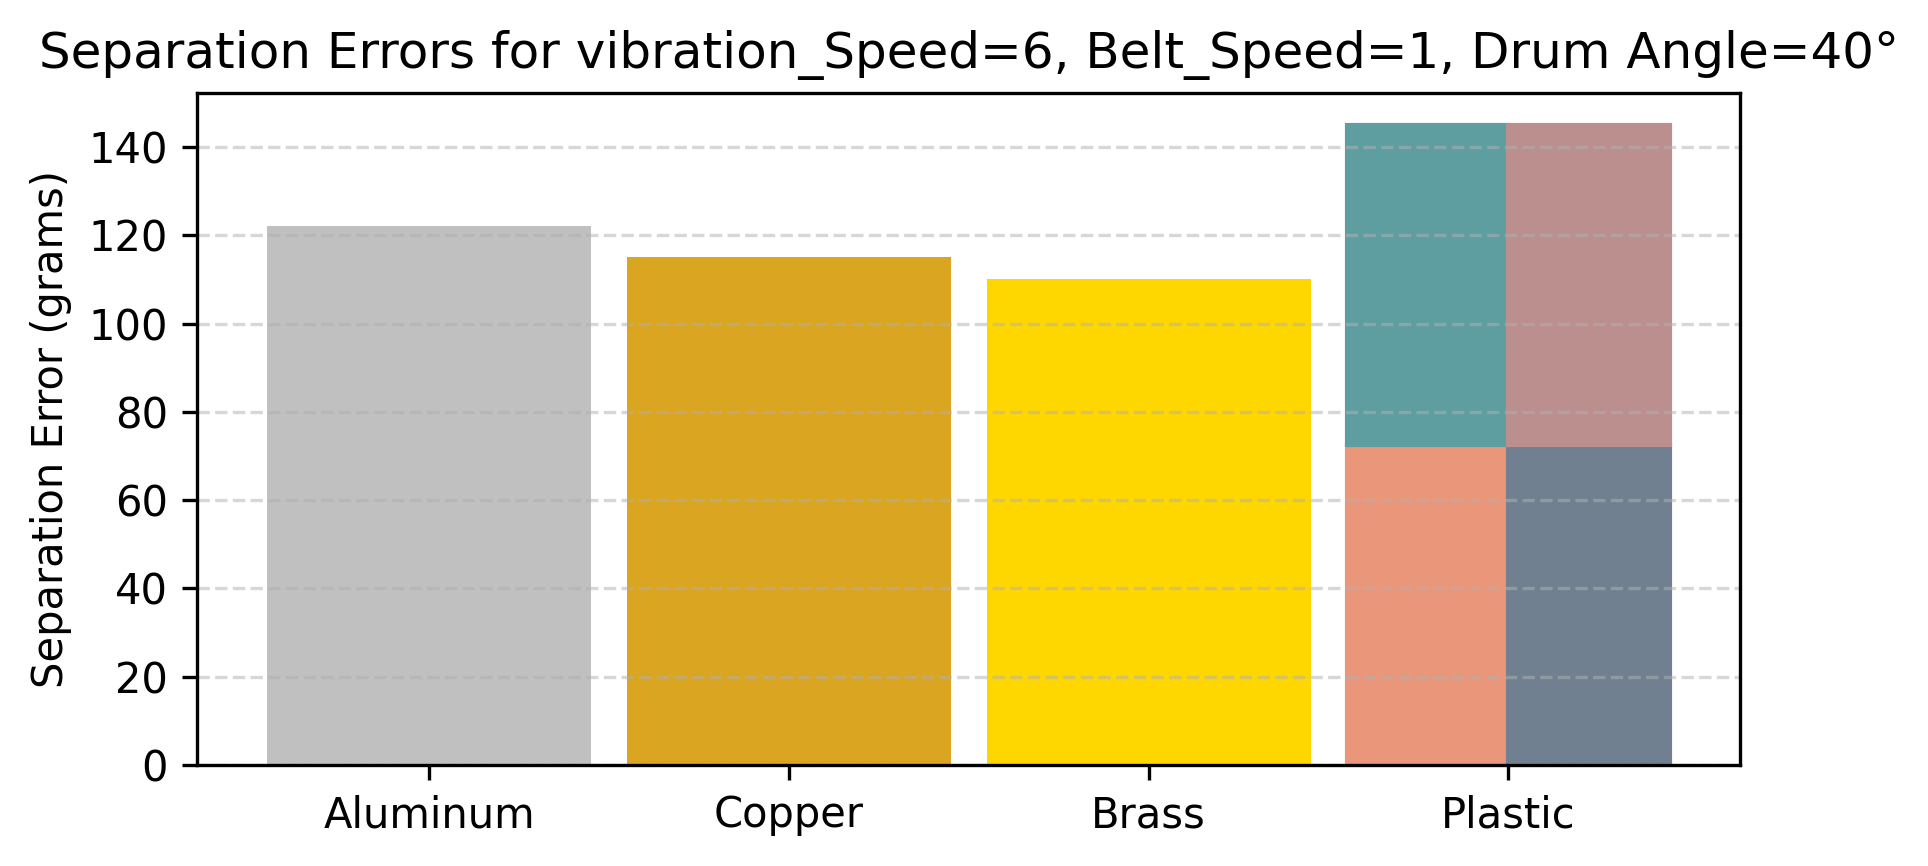 Separation Errors for vibration_Speed=6, Belt_Speed=1, Drum Angle=40°
Separation Error (grams)
140
120
100
80
60
40
20
0
Aluminum Copper Brass Plastic